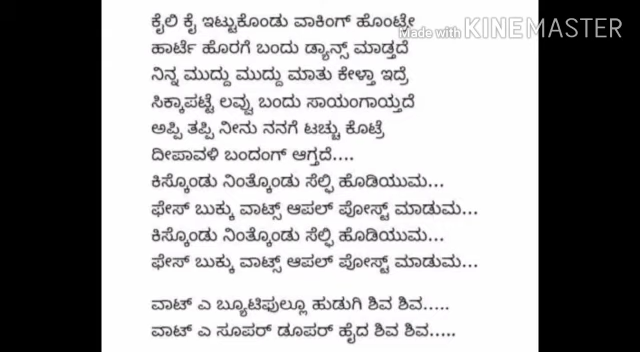 ಕೈಲಿ ಕೈ ಇಟ್ಟುಕೊಂಡು ವಾಕಿಂಗ್ ಹೊಂಟ್ರೇ
Made with KINEMASTER
ಹಾರ್ಟೆ ಹೊರಗೆ ಬಂದು ಡ್ಯಾನ್ಸ್ ಮಾಡ್ತದೆ
ನಿನ್ನ ಮುದ್ದು ಮುದ್ದು ಮಾತು ಕೇಳ್ತಾ ಇದ್ರೆ
ಸಿಕ್ಕಾಪಟ್ಟೆ ಲವ್ವು ಬಂದು ಸಾಯಂಗಾಯ್ತದೆ
ಅಪ್ಪಿ ತಪ್ಪಿ ನೀನು ನನಗೆ ಟಚ್ಚು ಕೊಟ್ರೆ
ದೀಪಾವಳಿ ಬಂದಂಗ್ ಆಗ್ತದೆ....
ಕಿಸ್ಕೊಂಡು ನಿಂತ್ಕೊಂಡು ಸೆಲ್ಫಿ ಹೊಡಿಯುಮ...
ಫೇಸ್ ಬುಕ್ಕು ವಾಟ್ಸ್ ಆಪಲ್ ಪೋಸ್ಟ್ ಮಾಡುಮ...
ಕಿಸ್ಕೊಂಡು ನಿಂತ್ಕೊಂಡು ಸೆಲ್ಫಿ ಹೊಡಿಯುಮ...
ಫೇಸ್ ಬುಕ್ಕು ವಾಟ್ಸ್ ಆಪಲ್ ಪೋಸ್ಟ್ ಮಾಡುಮ...
ವಾಟ್ ಎ ಬ್ಯೂಟಿಫುಲ್ಲೂ ಹುಡುಗಿ ಶಿವ ಶಿವ.....
ವಾಟ್ ಎ ಸೂಪರ್ ಡೂಪರ್ ಹೈದ ಶಿವ ಶಿವ.....